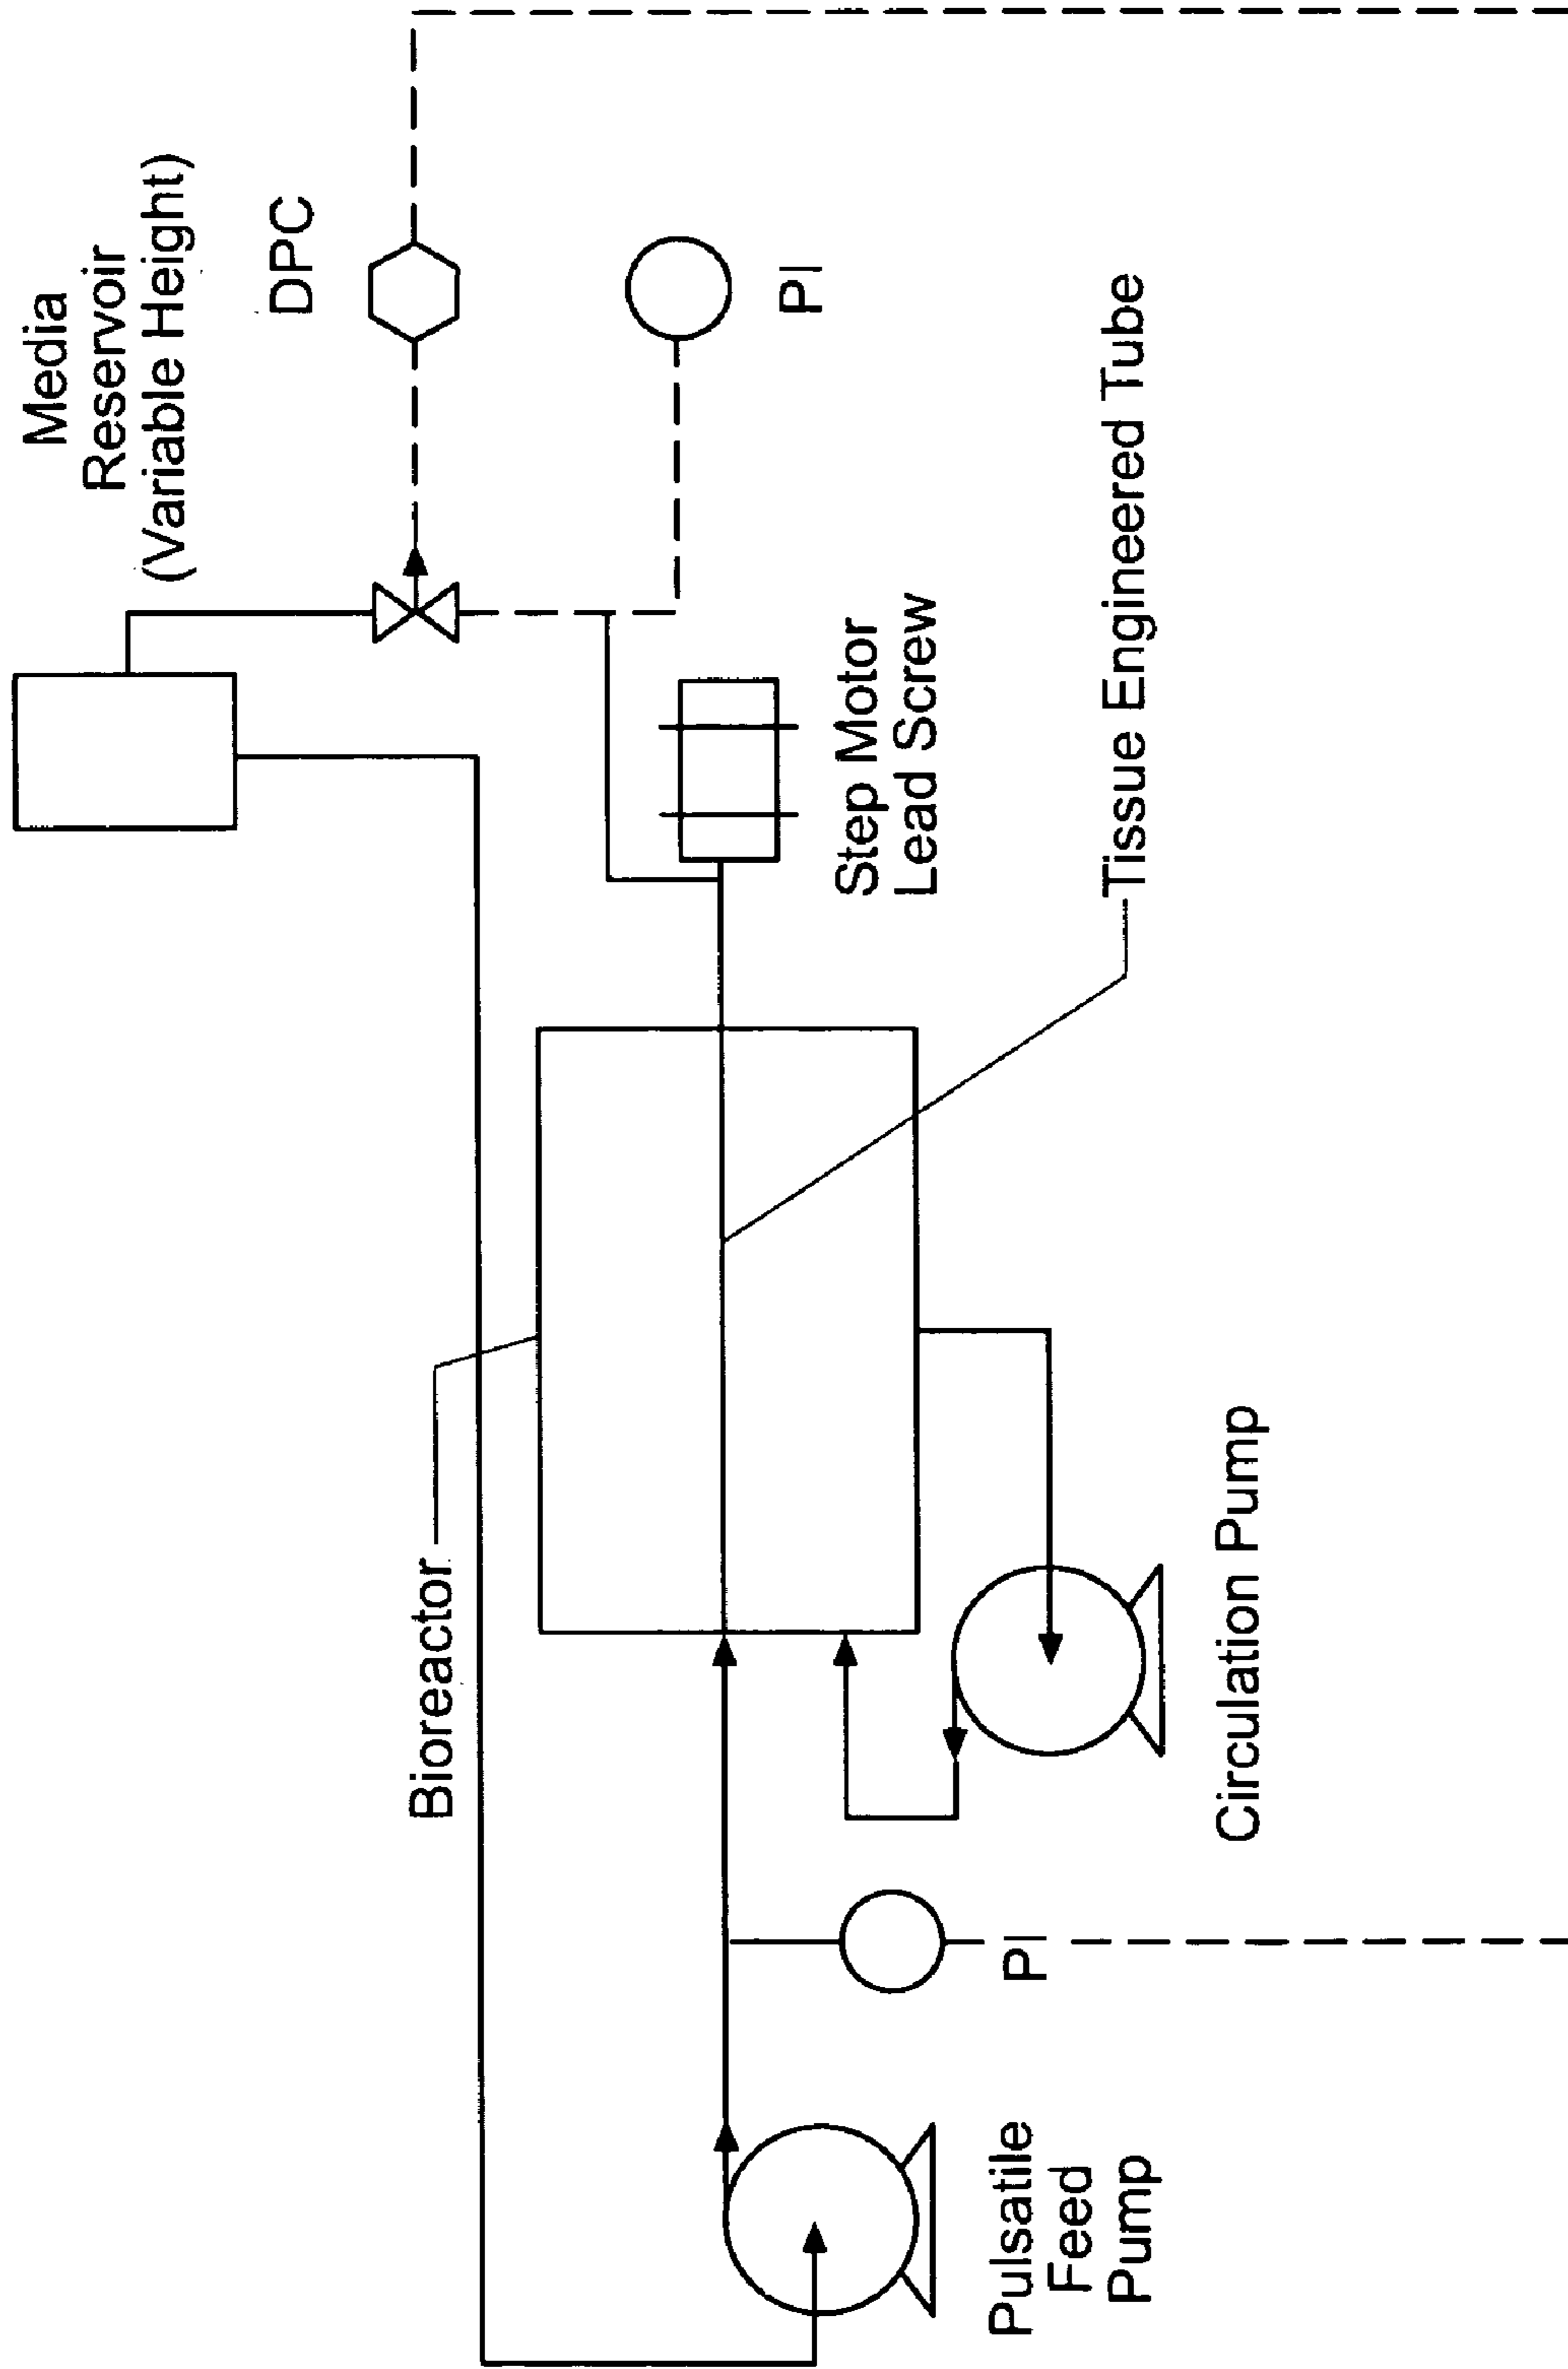 Media
Reservoir
(Variable Height)
DPC
PI
Step Motor
Lead Screw
Tissue Engineered Tube
Bioreactor
Circulation Pump
PI
Pulsatile
Feed
Pump